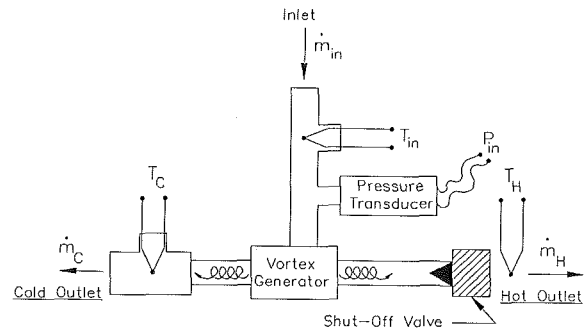 Inlet
ṁin
Tin
Pin
Pressure
Transducer
TC
TH
ṁC
Vortex
Generator
ṁH
Cold Outlet
Hot Outlet
Shut-Off Valve